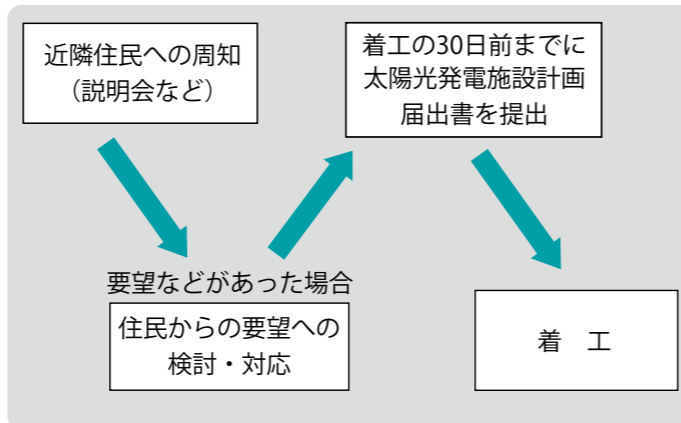 近隣住民への周知
（説明会など）
要望などがあった場合
住民からの要望への
検討・対応
着工の30日前までに
太陽光発電施設計画
届出書を提出
着　工